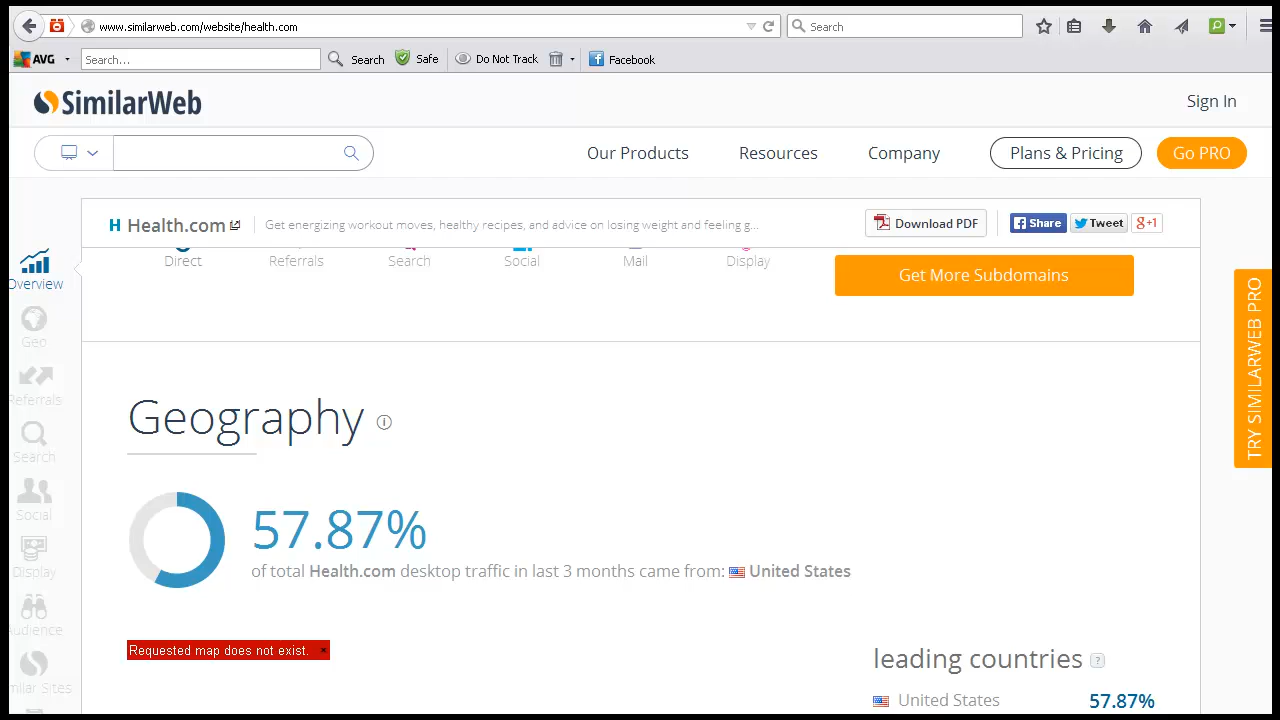 www.similarweb.com/website/health.com
Search
AVG
Search...
Search
Safe
Do Not Track
Facebook
SimilarWeb
Sign In
Our Products
Resources
Company
Plans & Pricing
Go PRO
H Health.com
Get energizing workout moves, healthy recipes, and advice on losing weight and feeling g...
Download PDF
Share
Tweet
g+1
Direct
Referrals
Search
Social
Mail
Display
Get More Subdomains
Overview
Geo
Referrals
Search
Social
Display
Audience
milar Sites
TRY SIMILARWEB PRO
Geography
57.87%
of total Health.com desktop traffic in last 3 months came from: United States
Requested map does not exist. ×
leading countries ?
United States 57.87%